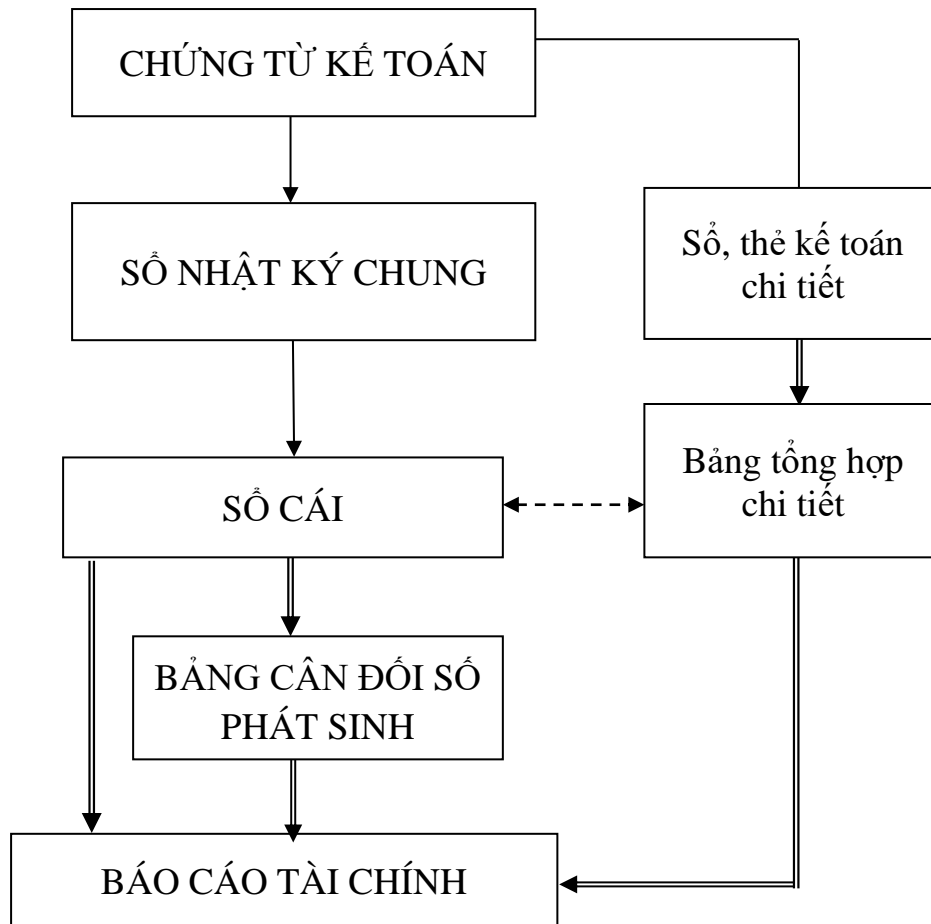 CHỨNG TỪ KẾ TOÁN
SỔ NHẬT KÝ CHUNG
Sổ, thẻ kế toán
chi tiết
SỔ CÁI
Bảng tổng hợp
chi tiết
BẢNG CÂN ĐỐI SỐ
PHÁT SINH
BÁO CÁO TÀI CHÍNH